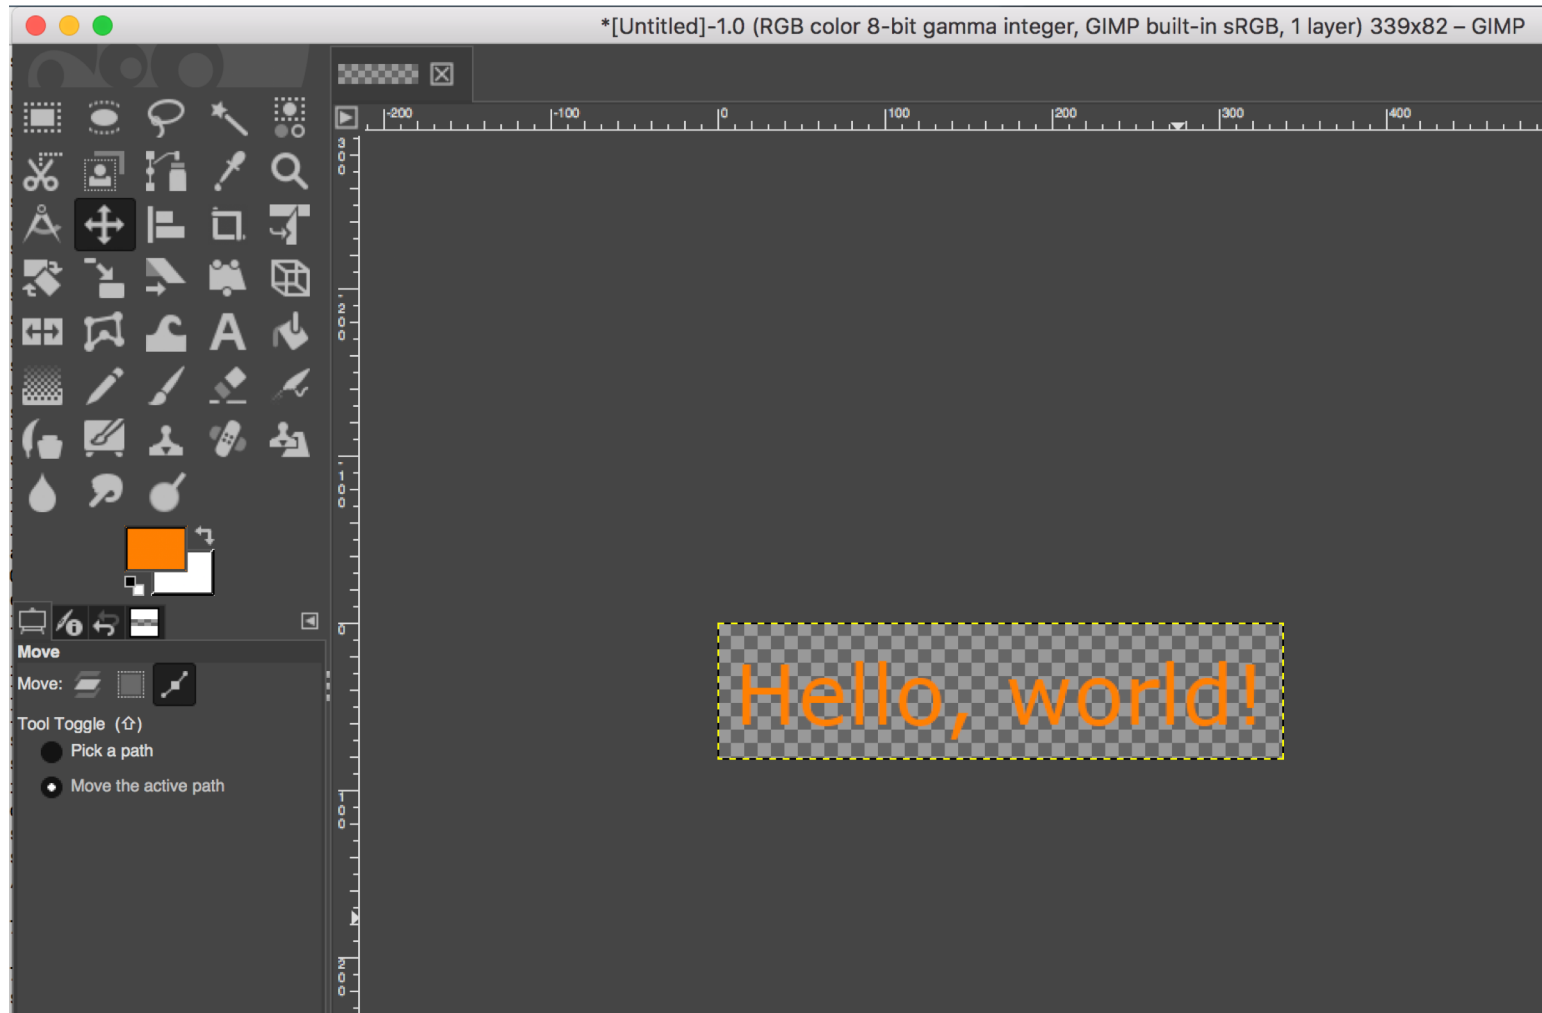 *[Untitled]-1.0 (RGB color 8-bit gamma integer, GIMP built-in sRGB, 1 layer) 339x82 – GIMP
-200 -100 0 100 200 300 400
300
-200
-100
0
Hello, world!
100
200
Move
Move:
Tool Toggle (⇧)
Pick a path
Move the active path